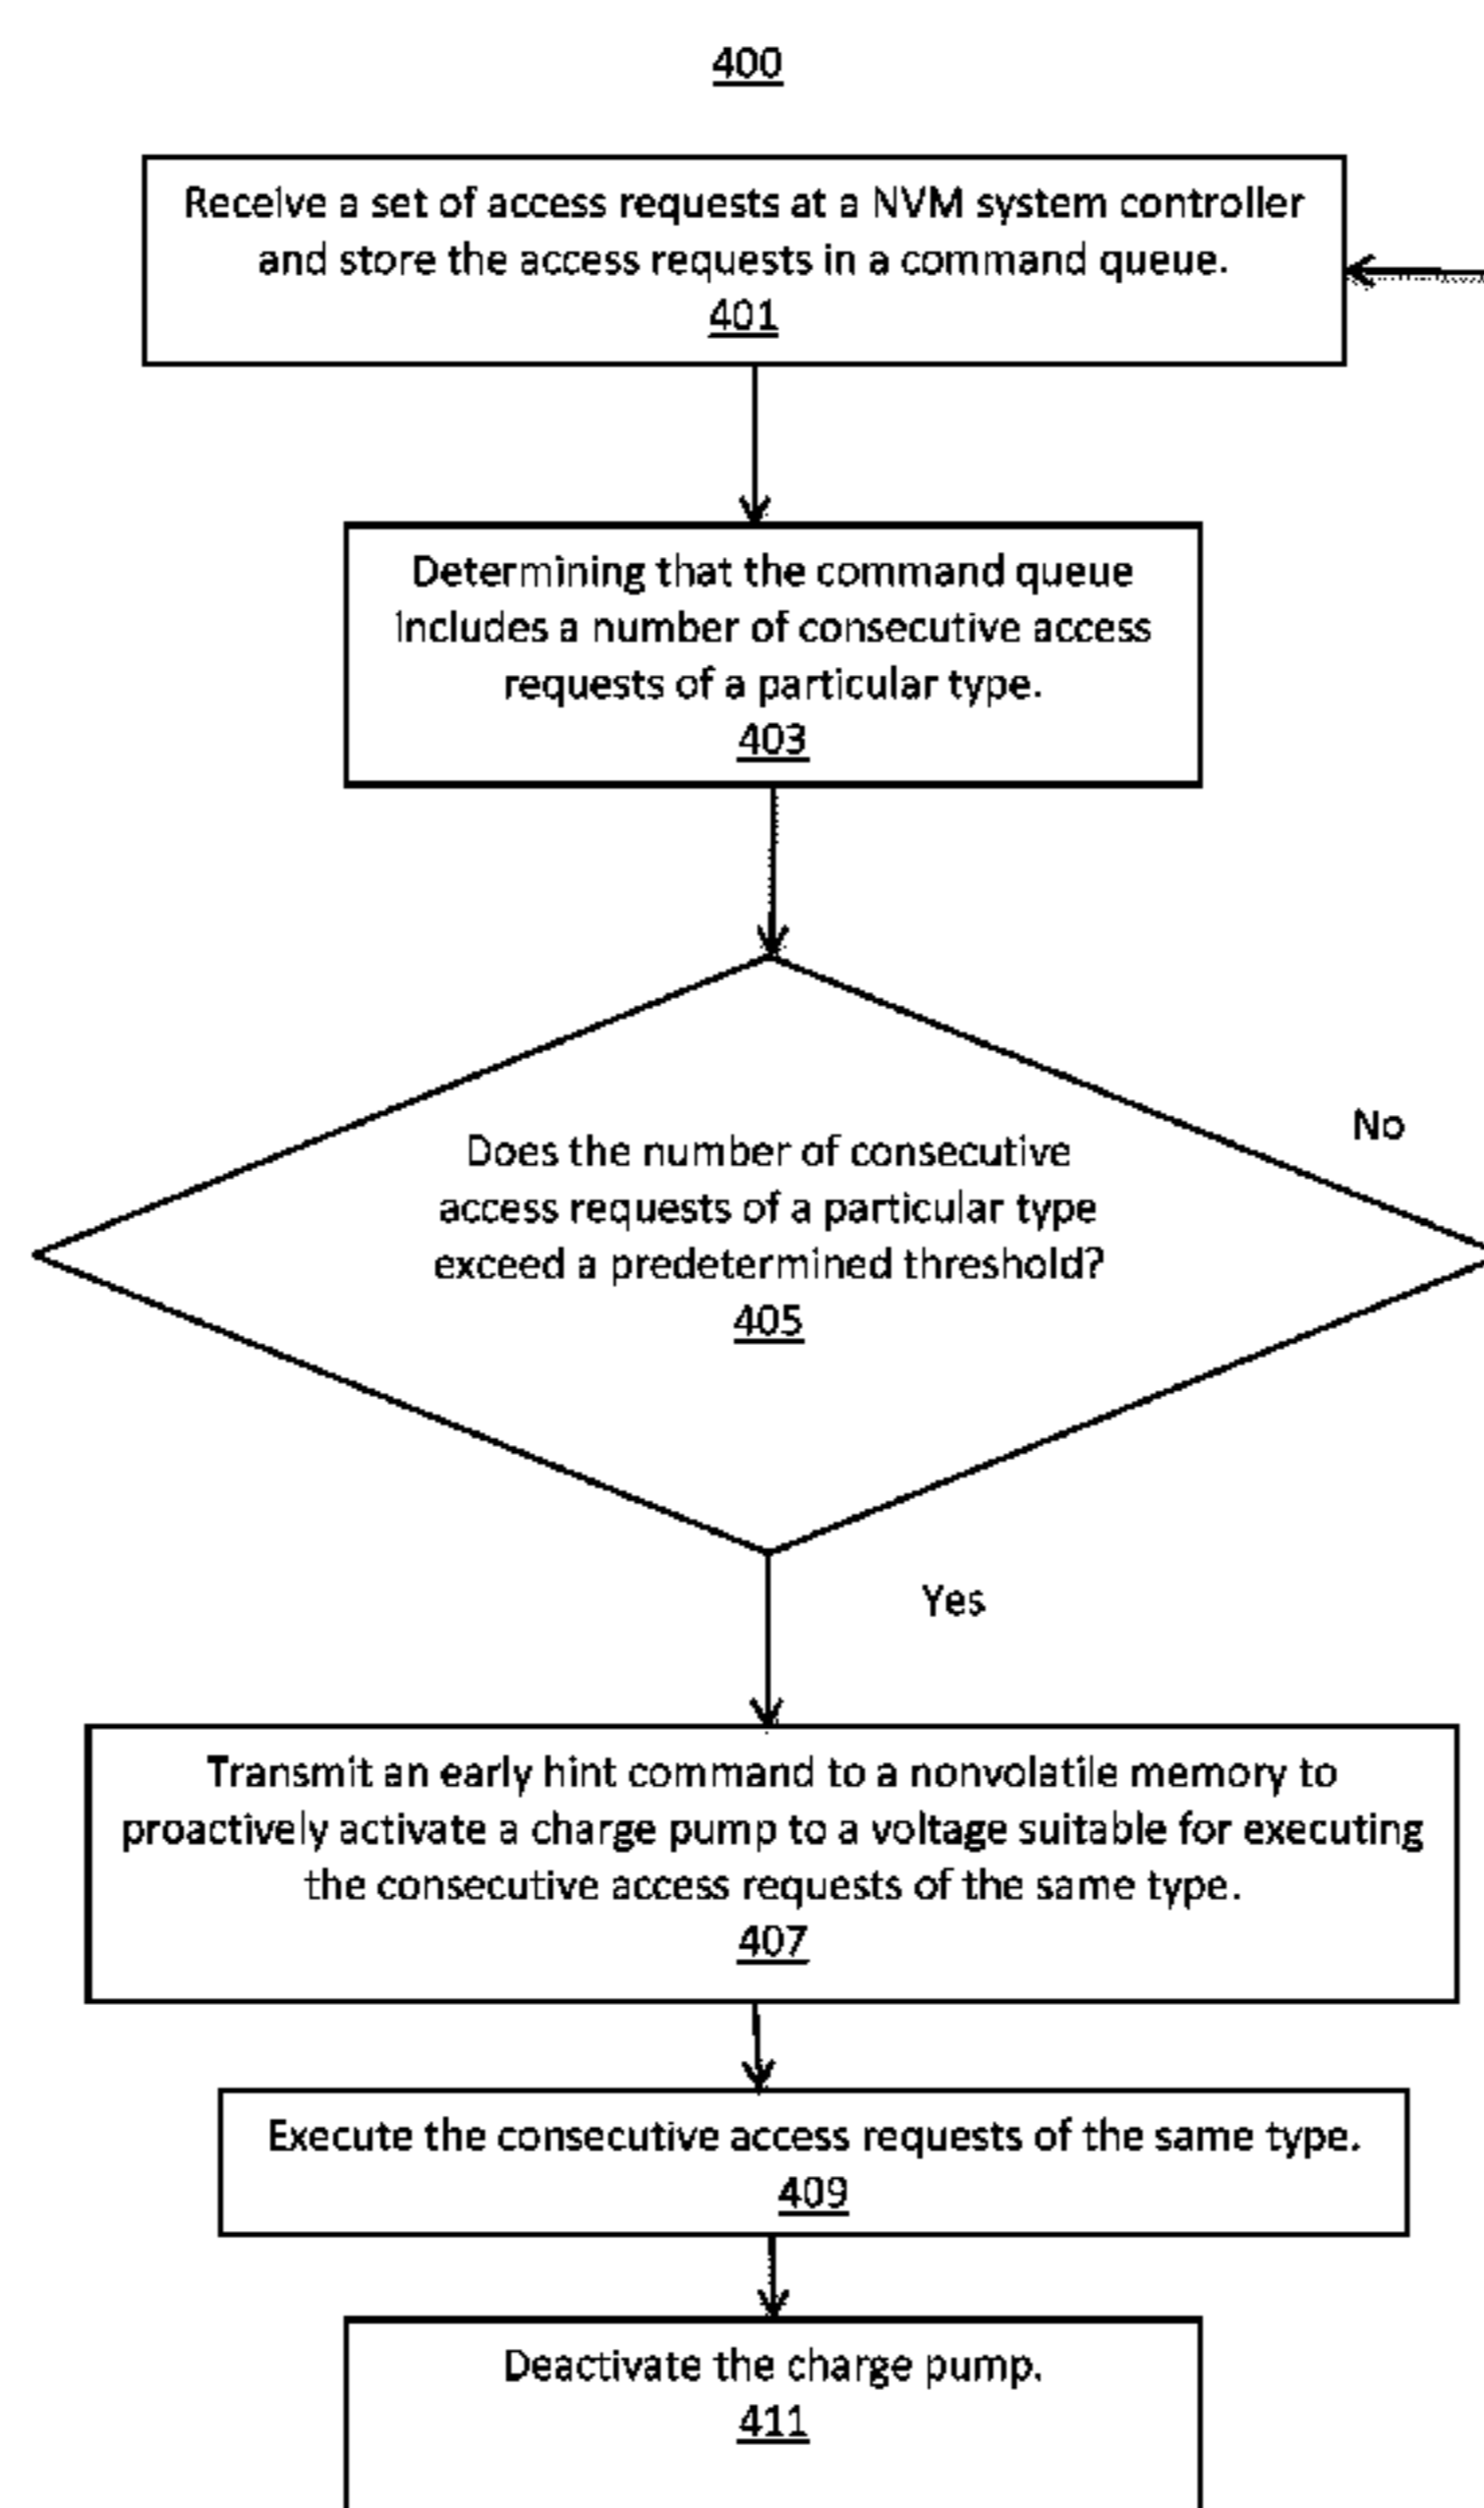 400
Receive a set of access requests at a NVM system controller
and store the access requests in a command queue.
401
Determining that the command queue
includes a number of consecutive access
requests of a particular type.
403
No
Does the number of consecutive
access requests of a particular type
exceed a predetermined threshold?
405
Yes
Transmit an early hint command to a nonvolatile memory to
proactively activate a charge pump to a voltage suitable for executing
the consecutive access requests of the same type.
407
Execute the consecutive access requests of the same type.
409
Deactivate the charge pump.
411